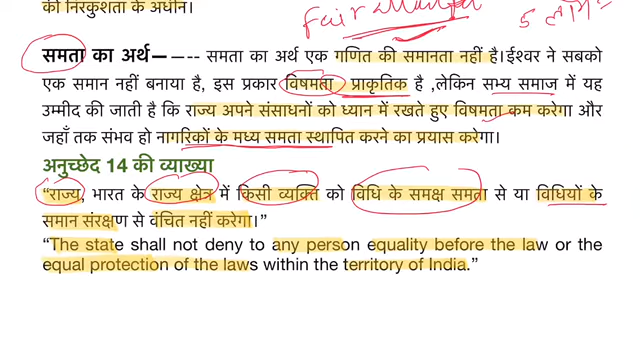 की निरकुशता के अधीन।
Fair Market
5
समता का अर्थ—---- समता का अर्थ एक गणित की समानता नहीं है। ईश्वर ने सबको
एक समान नहीं बनाया है, इस प्रकार विषमता प्राकृतिक है ,लेकिन सभ्य समाज में यह
उम्मीद की जाती है कि राज्य अपने संसाधनों को ध्यान में रखते हुए विषमता कम करेगा और
जहाँ तक संभव हो नागरिकों के मध्य समता स्थापित करने का प्रयास करेगा।
अनुच्छेद 14 की व्याख्या
“राज्य, भारत के राज्य क्षेत्र में किसी व्यक्ति को विधि के समक्ष समता से या विधियों के
समान संरक्षण से वंचित नहीं करेगा।”
“The state shall not deny to any person equality before the law or the
equal protection of the laws within the territory of India.”